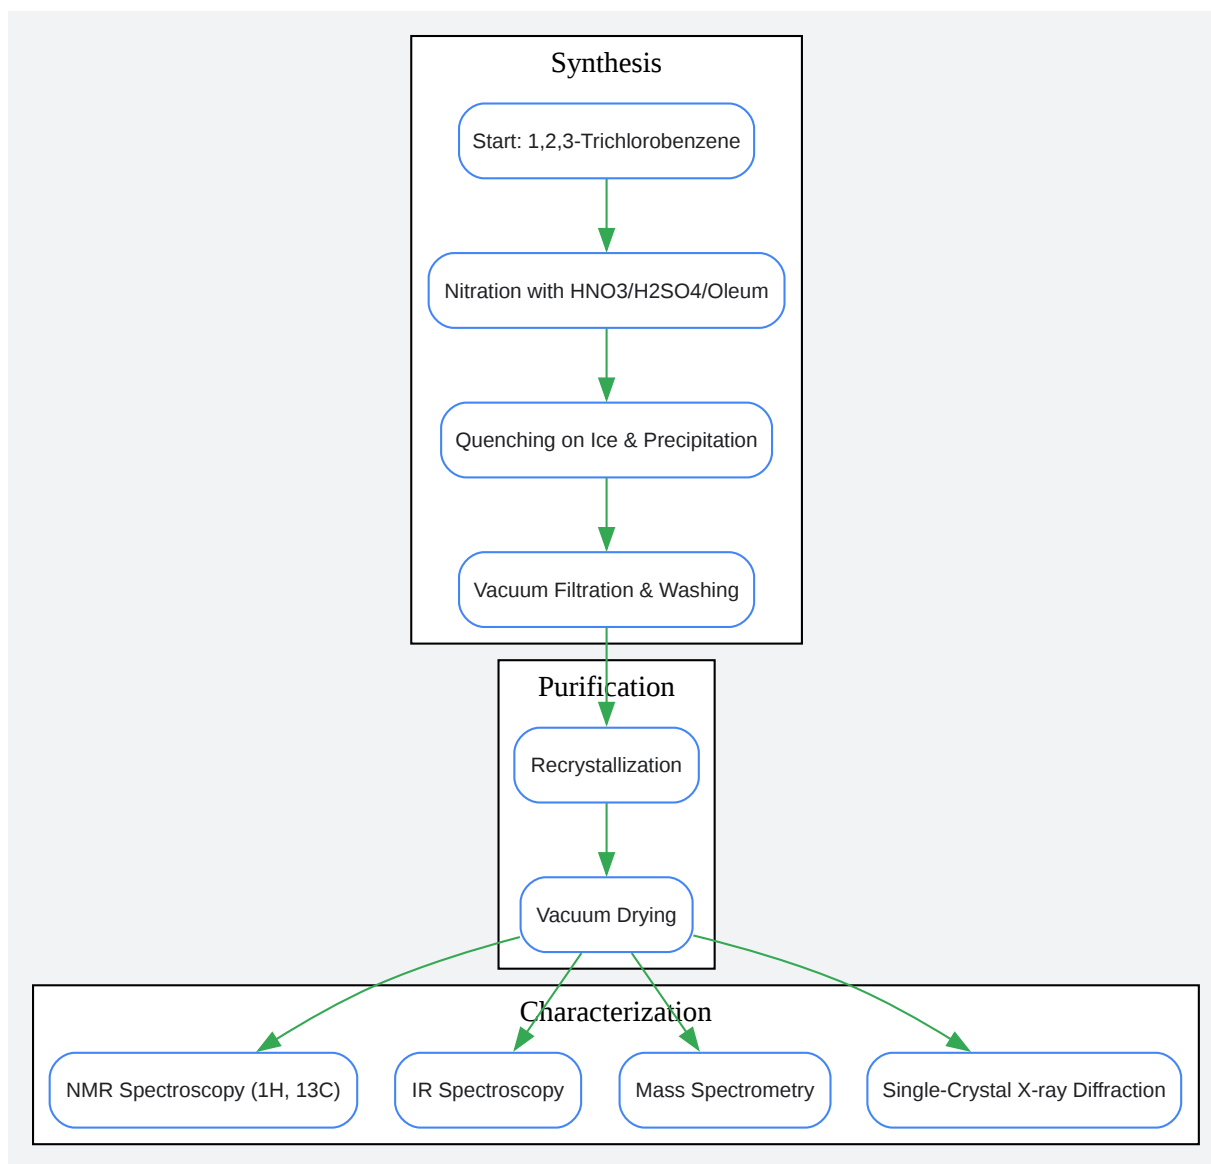 Synthesis
Start: 1,2,3-Trichlorobenzene
Nitration with HNO3/H2SO4/Oleum
Quenching on Ice & Precipitation
Vacuum Filtration & Washing
Purification
Recrystallization
Vacuum Drying
Characterization
NMR Spectroscopy (1H, 13C)
IR Spectroscopy
Mass Spectrometry
Single-Crystal X-ray Diffraction